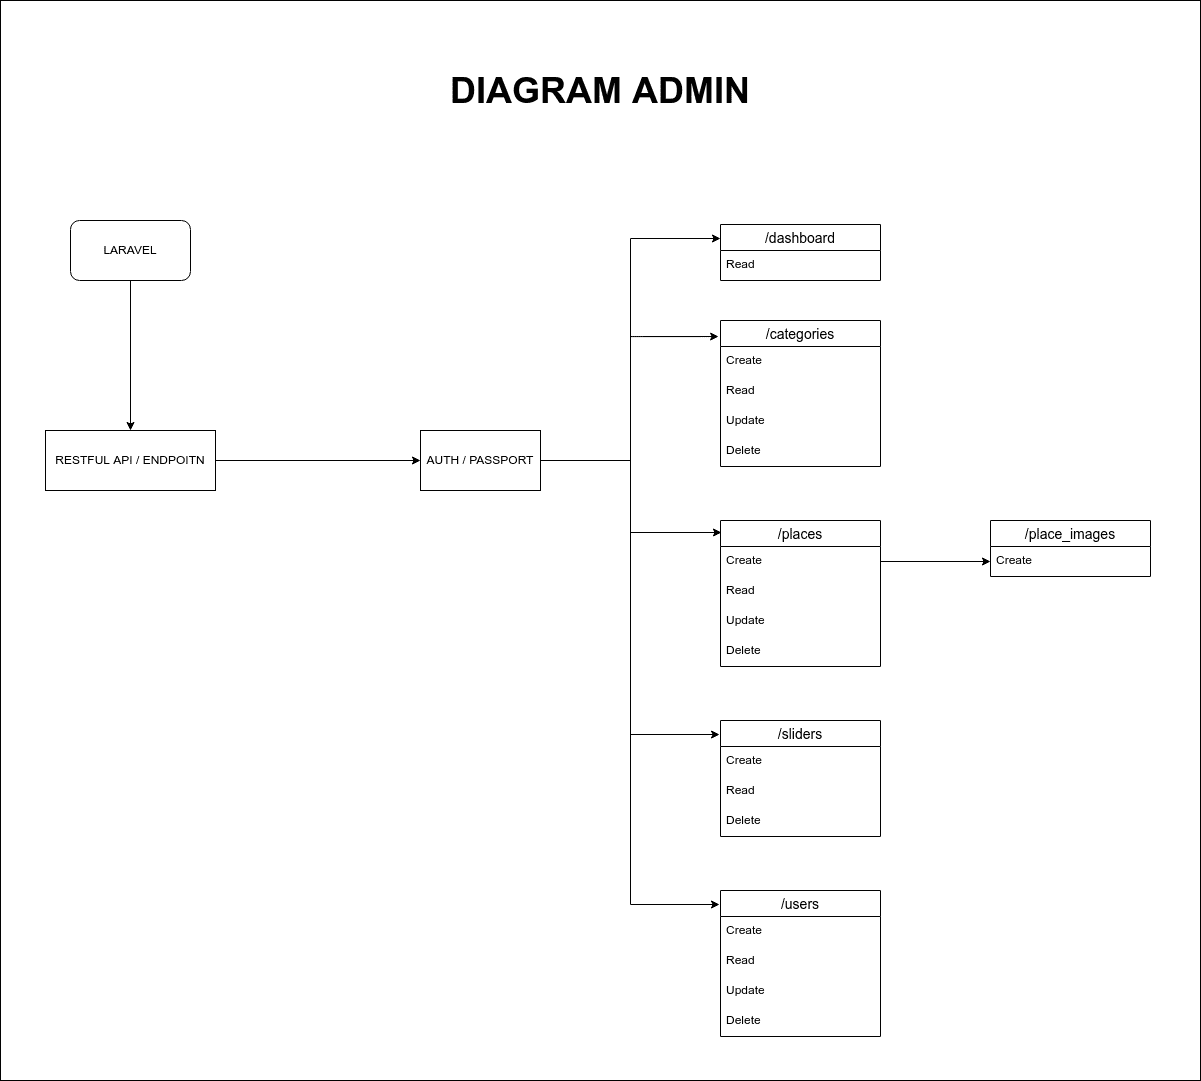 DIAGRAM ADMIN
LARAVEL
RESTFUL API / ENDPOITN
AUTH / PASSPORT
/dashboard
Read
/categories
Create
Read
Update
Delete
/places
Create
Read
Update
Delete
/place_images
Create
/sliders
Create
Read
Delete
/users
Create
Read
Update
Delete